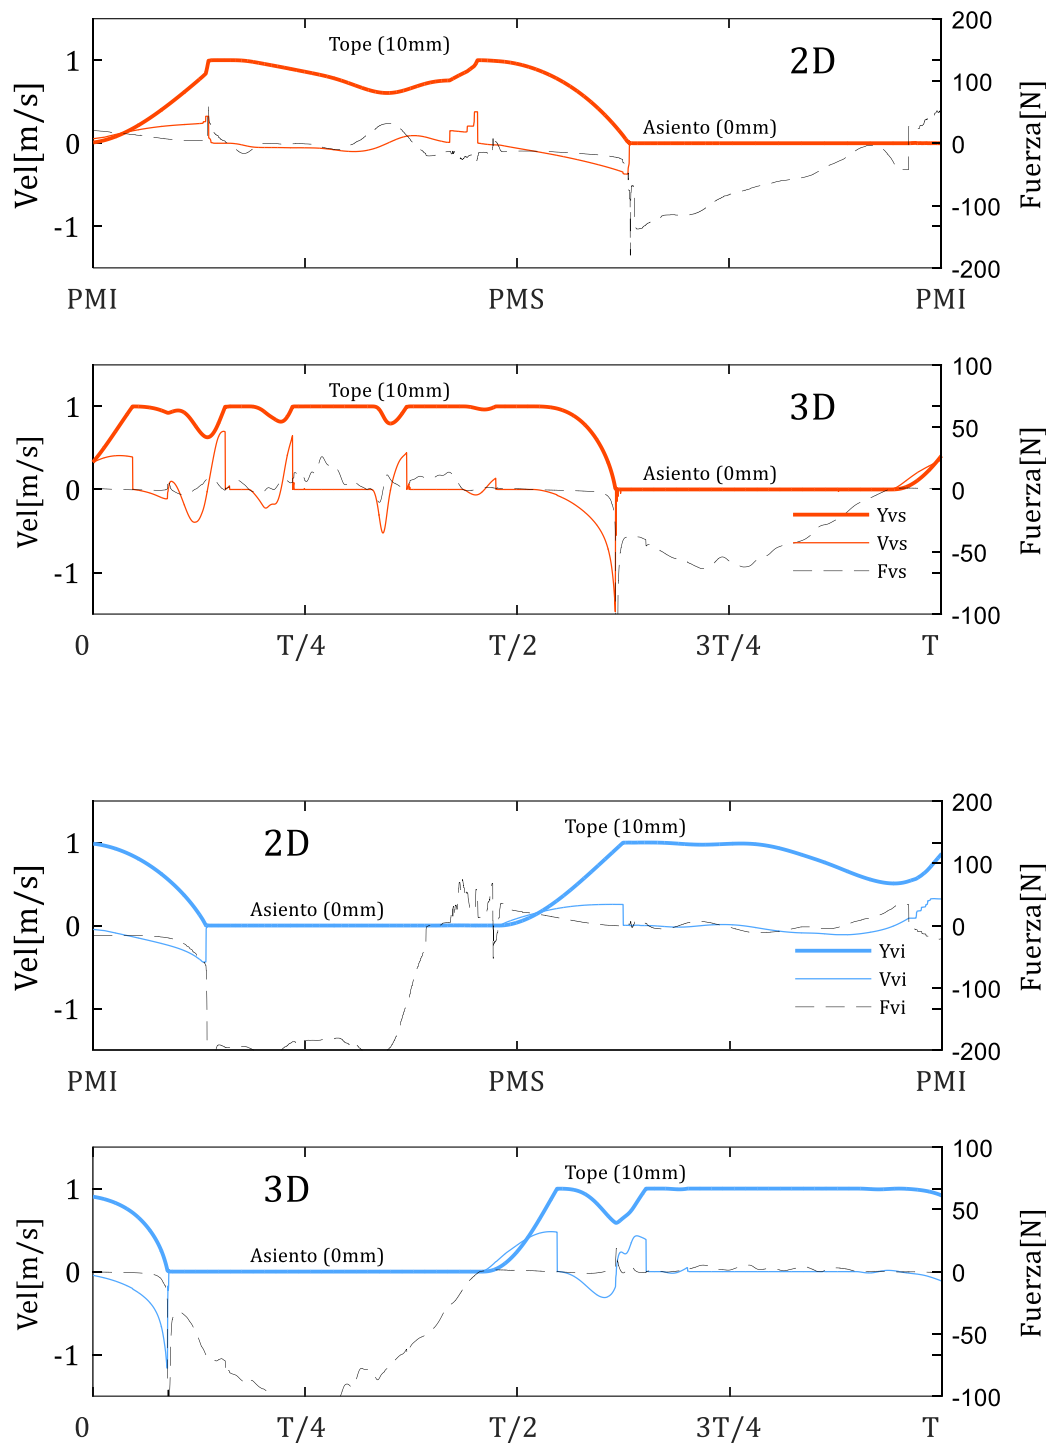 200
Tope (10mm)
2D
1
100
Asiento (0mm)
0
0
Vel[m/s]
Fuerza[N]
-1
-100
-200
PMI
PMS
PMI
100
Tope (10mm)
3D
1
50
Asiento (0mm)
0
0
Vel[m/s]
Fuerza[N]
Yvs
Vvs
Fvs
-50
-1
-100
0
T/4
T/2
3T/4
T
200
Tope (10mm)
2D
1
100
Asiento (0mm)
0
0
Vel[m/s]
Fuerza[N]
Yvi
Vvi
Fvi
-1
-100
-200
PMI
PMS
PMI
100
Tope (10mm)
3D
1
50
Asiento (0mm)
0
0
Vel[m/s]
Fuerza[N]
-50
-1
-100
0
T/4
T/2
3T/4
T